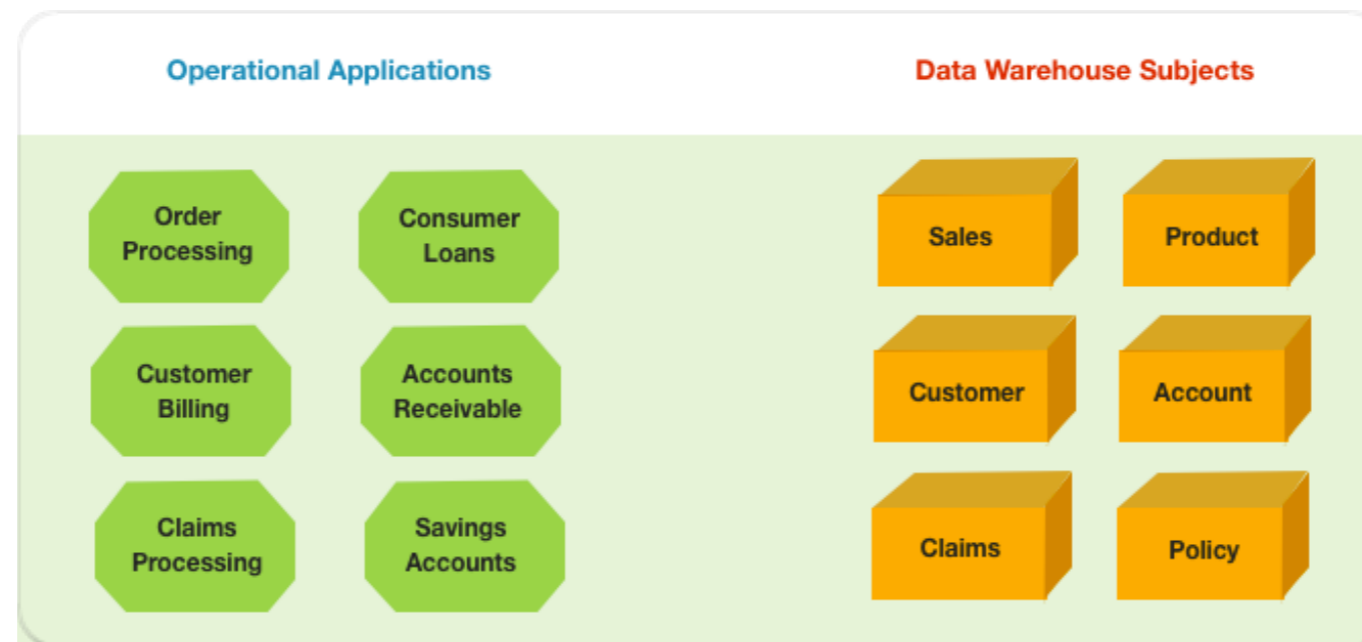 Operational Applications
Data Warehouse Subjects
Order
Processing
Consumer
Loans
Sales
Product
Customer
Billing
Accounts
Receivable
Customer
Account
Claims
Processing
Savings
Accounts
Claims
Policy